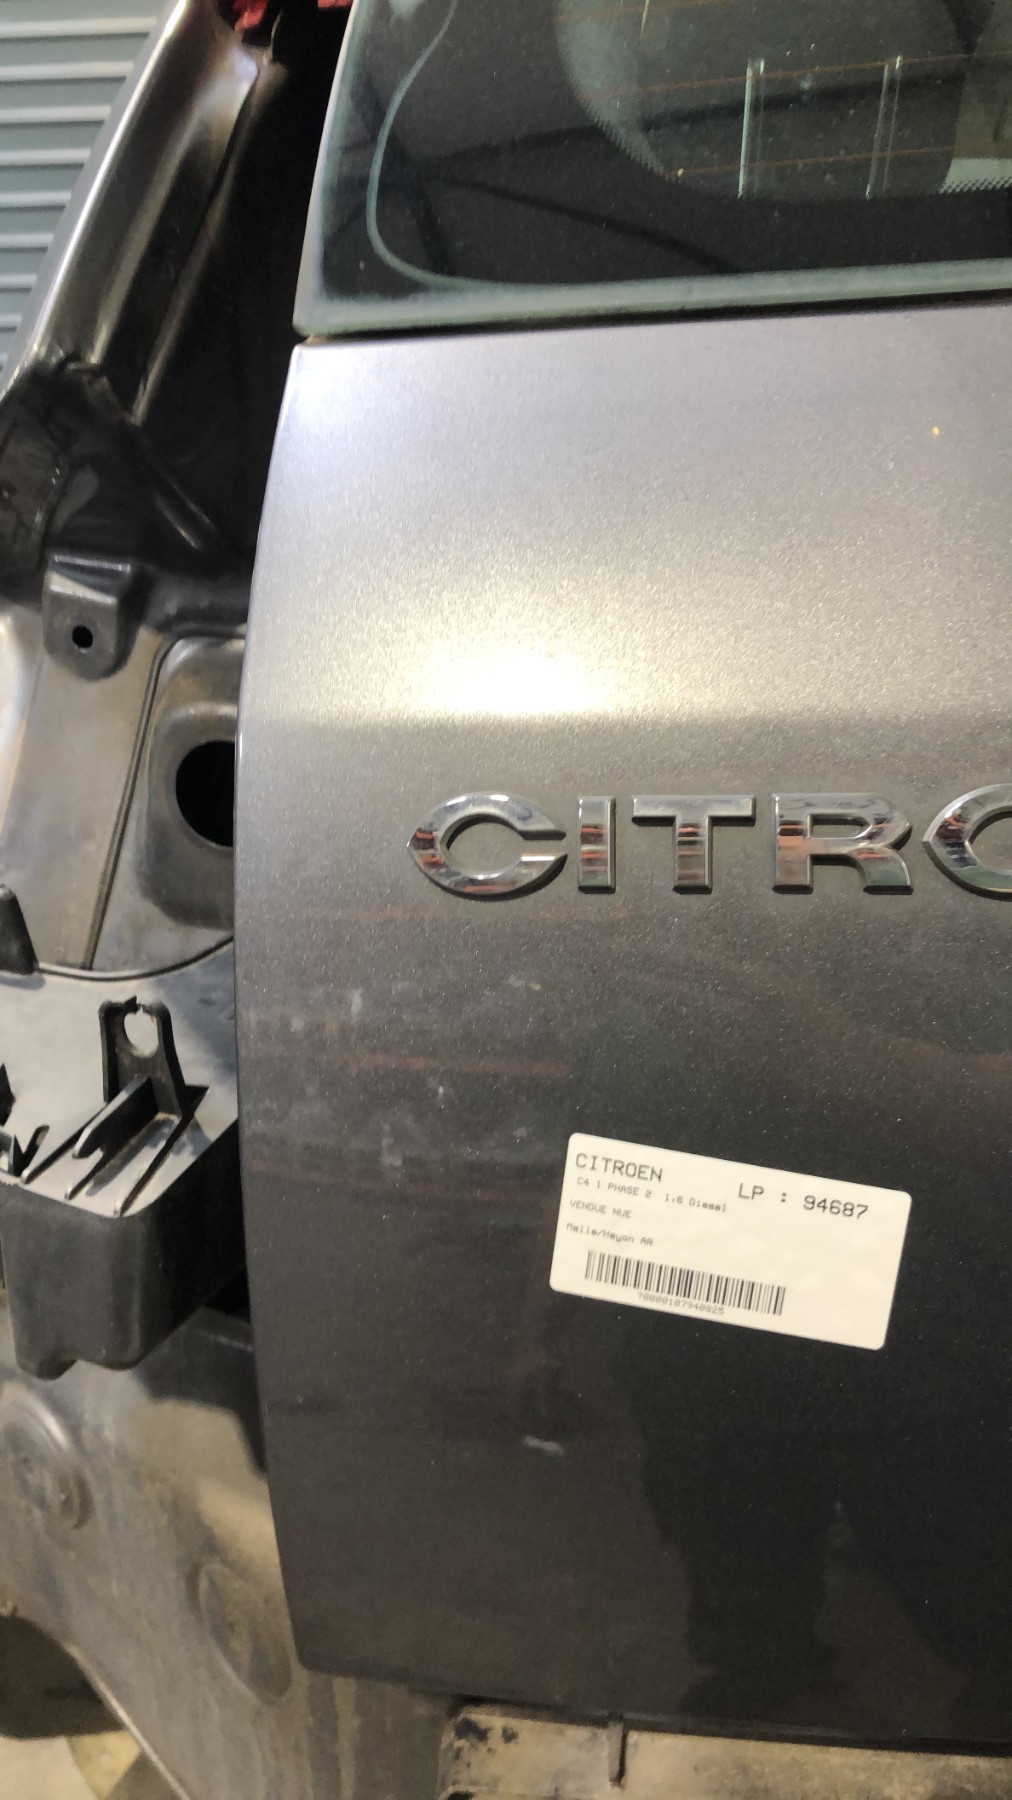 CITRO
CITROEN
LP : 94687
C4 1 PHASE 2 1,6 Diesel
VENDUE NUE
Malle/Hayon AR